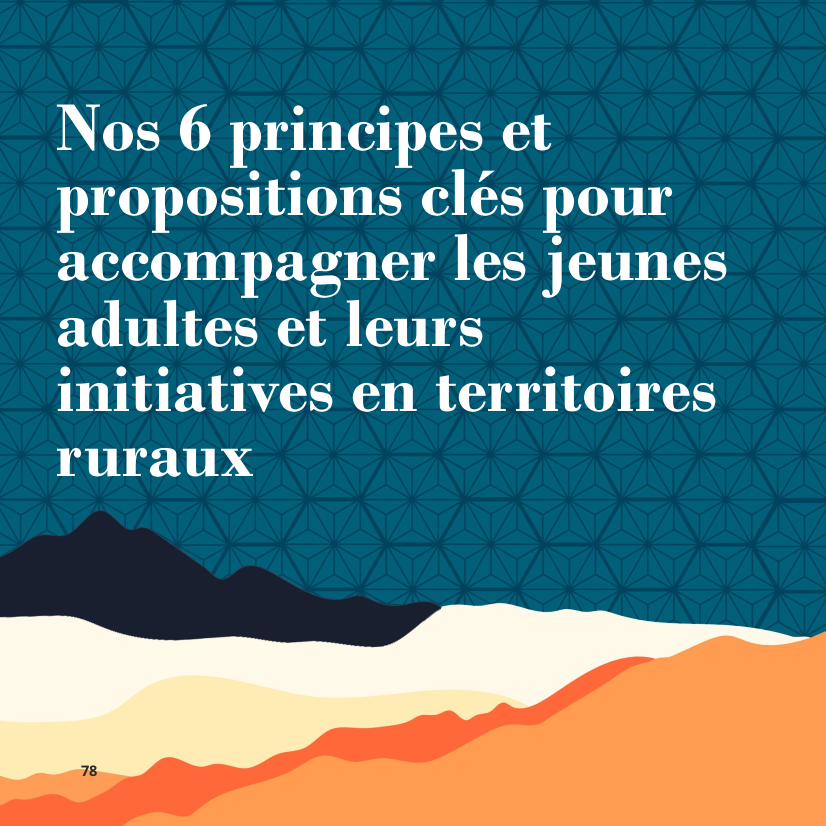 Nos 6 principes et
propositions clés pour
accompagner les jeunes
adultes et leurs
initiatives en territoires
ruraux
78